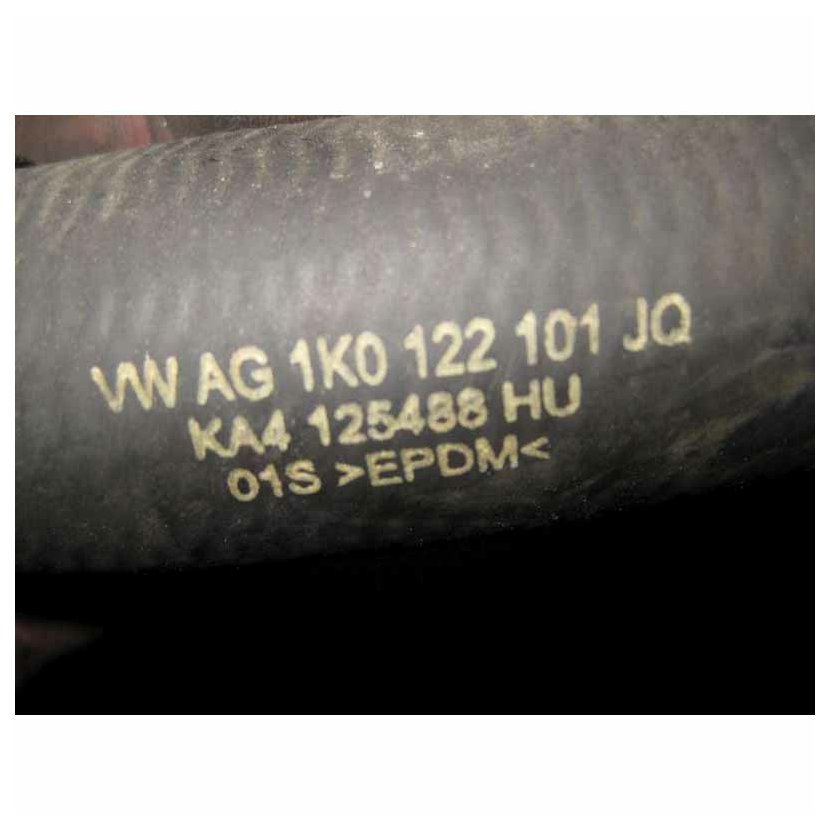 VW AG 1K0 122 101 JQ
KA4 125488 HU
01S >EPDM<